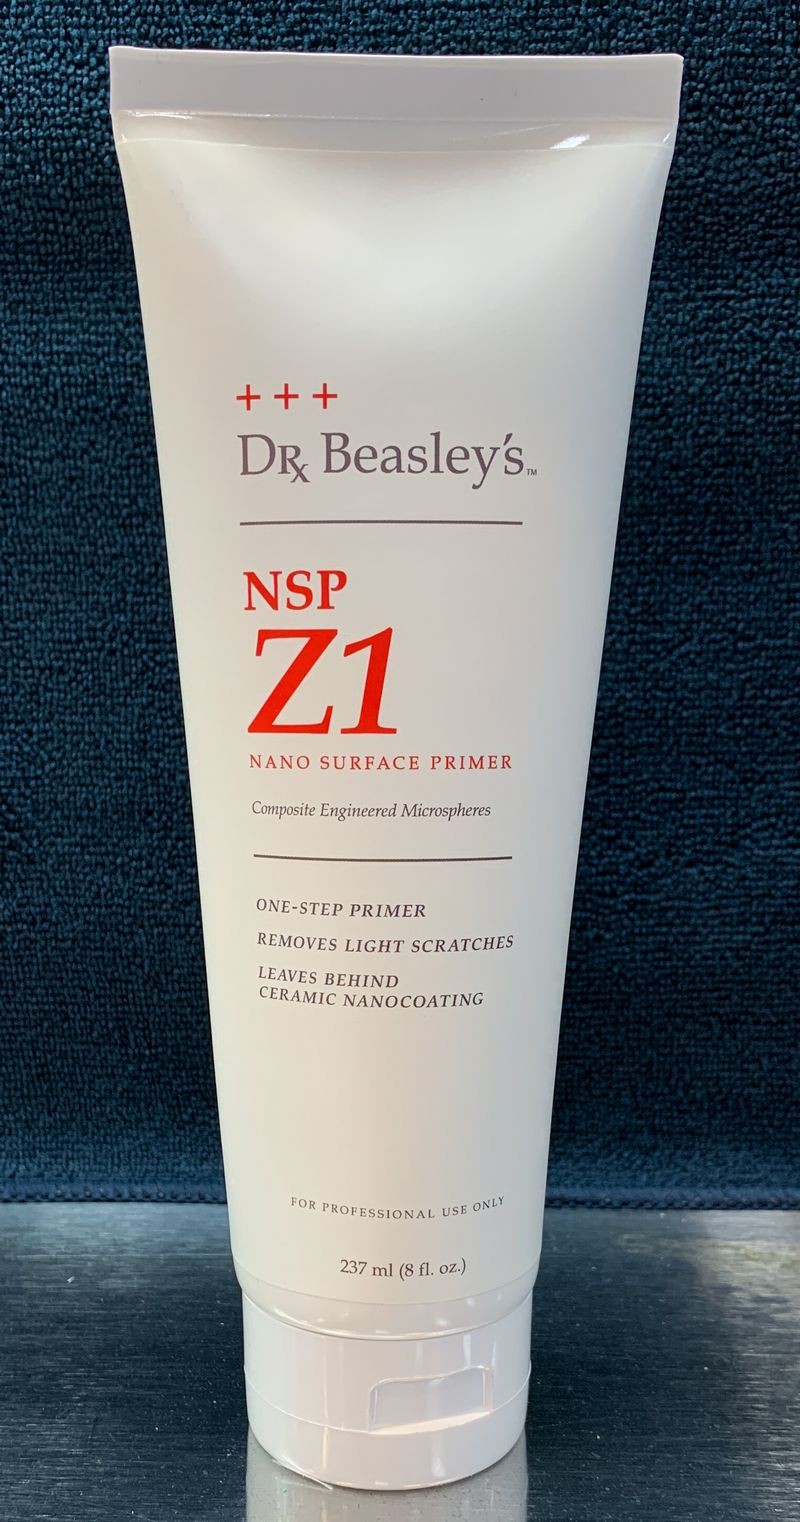 +++
DR Beasley's™
NSP
Z1
NANO SURFACE PRIMER
Composite Engineered Microspheres
ONE-STEP PRIMER
REMOVES LIGHT SCRATCHES
LEAVES BEHIND
CERAMIC NANOCOATING
FOR PROFESSIONAL USE ONLY
237 ml (8 fl. oz.)